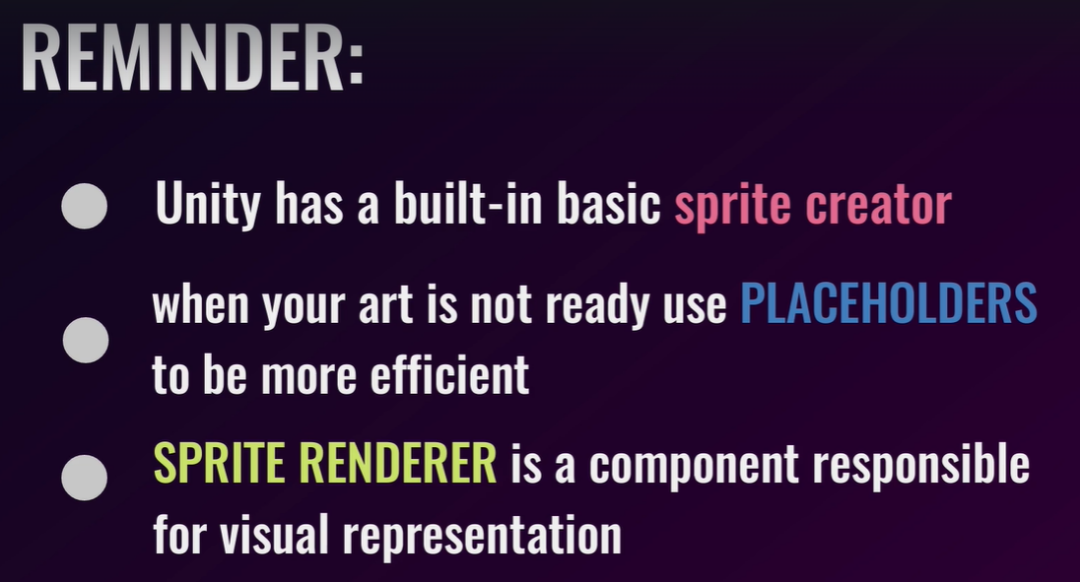 REMINDER:
Unity has a built-in basic sprite creator
when your art is not ready use PLACEHOLDERS
to be more efficient
SPRITE RENDERER is a component responsible
for visual representation